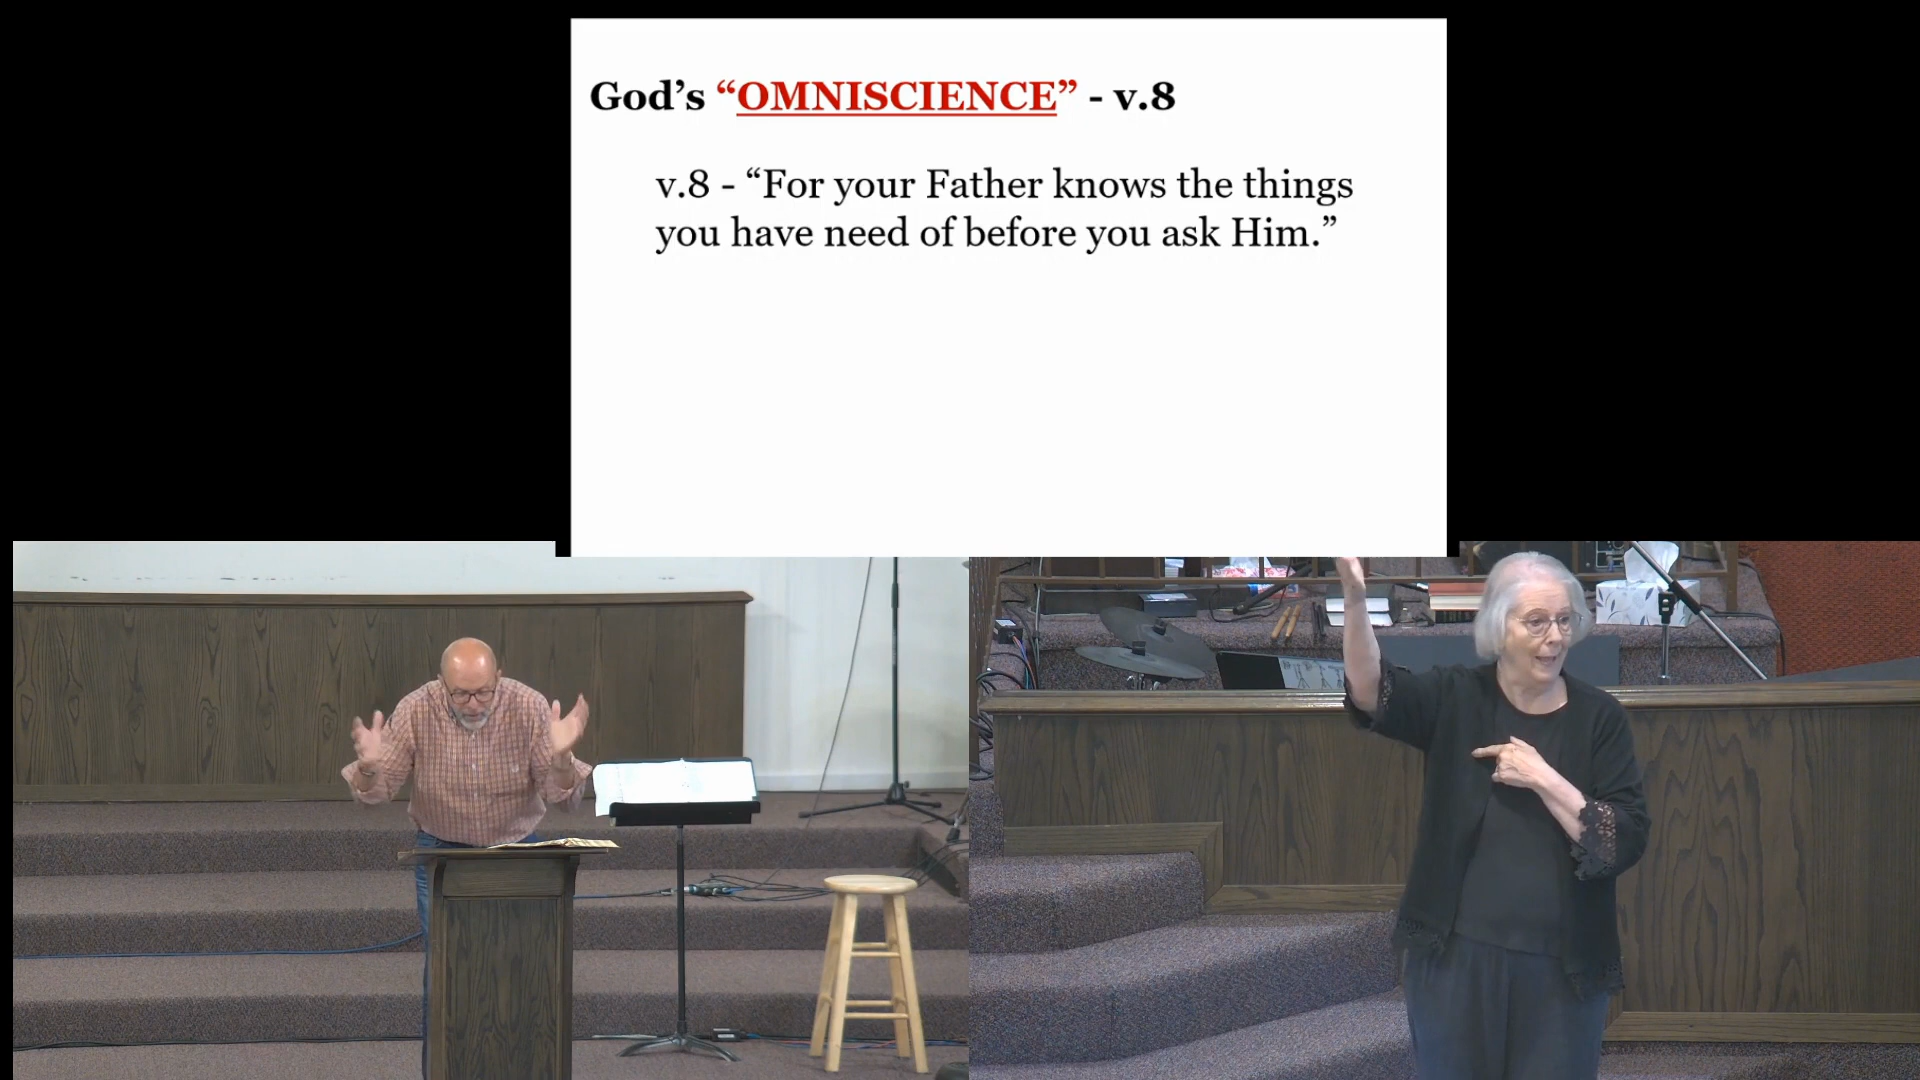 God’s “OMNISCIENCE” - v.8
v.8 - “For your Father knows the things
you have need of before you ask Him.”